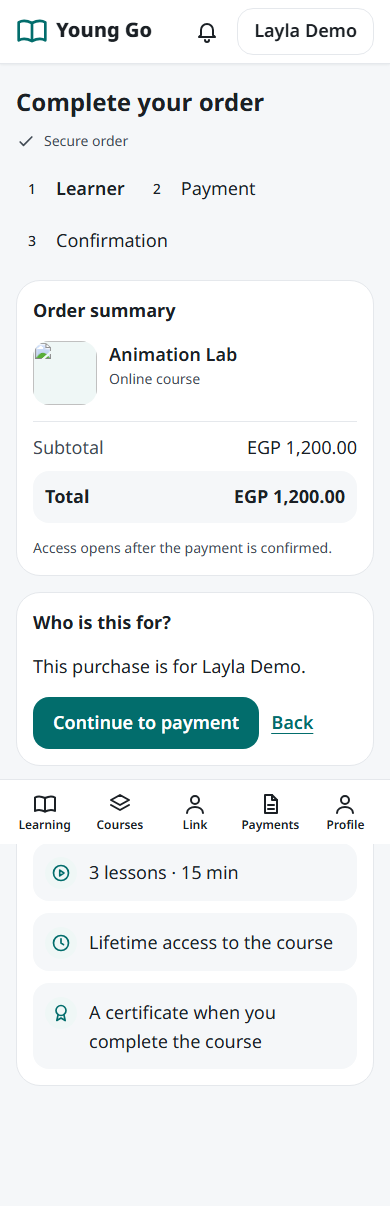 Young Go
Layla Demo
Complete your order
Secure order
1 Learner 2 Payment
3 Confirmation
Order summary
Animation Lab
Online course
Subtotal EGP 1,200.00
Total EGP 1,200.00
Access opens after the payment is confirmed.
Who is this for?
This purchase is for Layla Demo.
Continue to payment Back
Learning Courses Link Payments Profile
3 lessons · 15 min
Lifetime access to the course
A certificate when you
complete the course